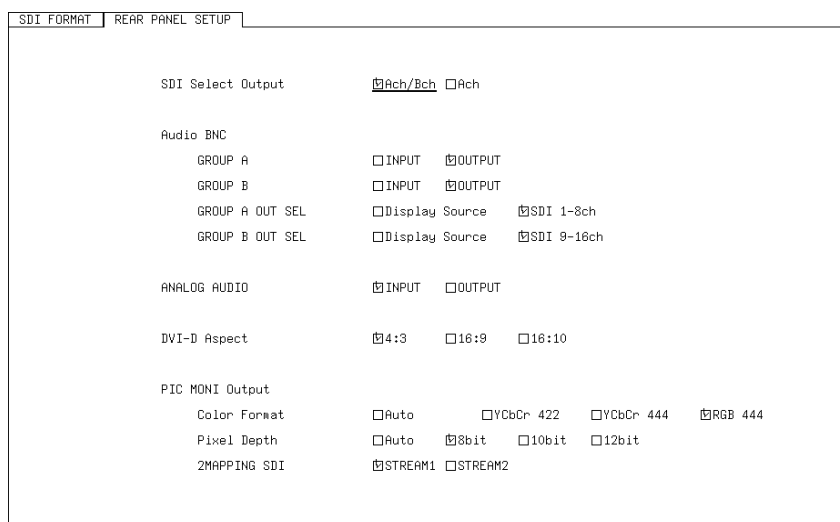 SDI FORMAT REAR PANEL SETUP
SDI Select Output ☑Ach/Bch ☐Ach
Audio BNC
GROUP A ☐INPUT ☑OUTPUT
GROUP B ☐INPUT ☑OUTPUT
GROUP A OUT SEL ☐Display Source ☑SDI 1-8ch
GROUP B OUT SEL ☐Display Source ☑SDI 9-16ch
ANALOG AUDIO ☑INPUT ☐OUTPUT
DVI-D Aspect ☑4:3 ☐16:9 ☐16:10
PIC MONI Output
Color Format ☐Auto ☐YCbCr 422 ☐YCbCr 444 ☑RGB 444
Pixel Depth ☐Auto ☑8bit ☐10bit ☐12bit
2MAPPING SDI ☑STREAM1 ☐STREAM2